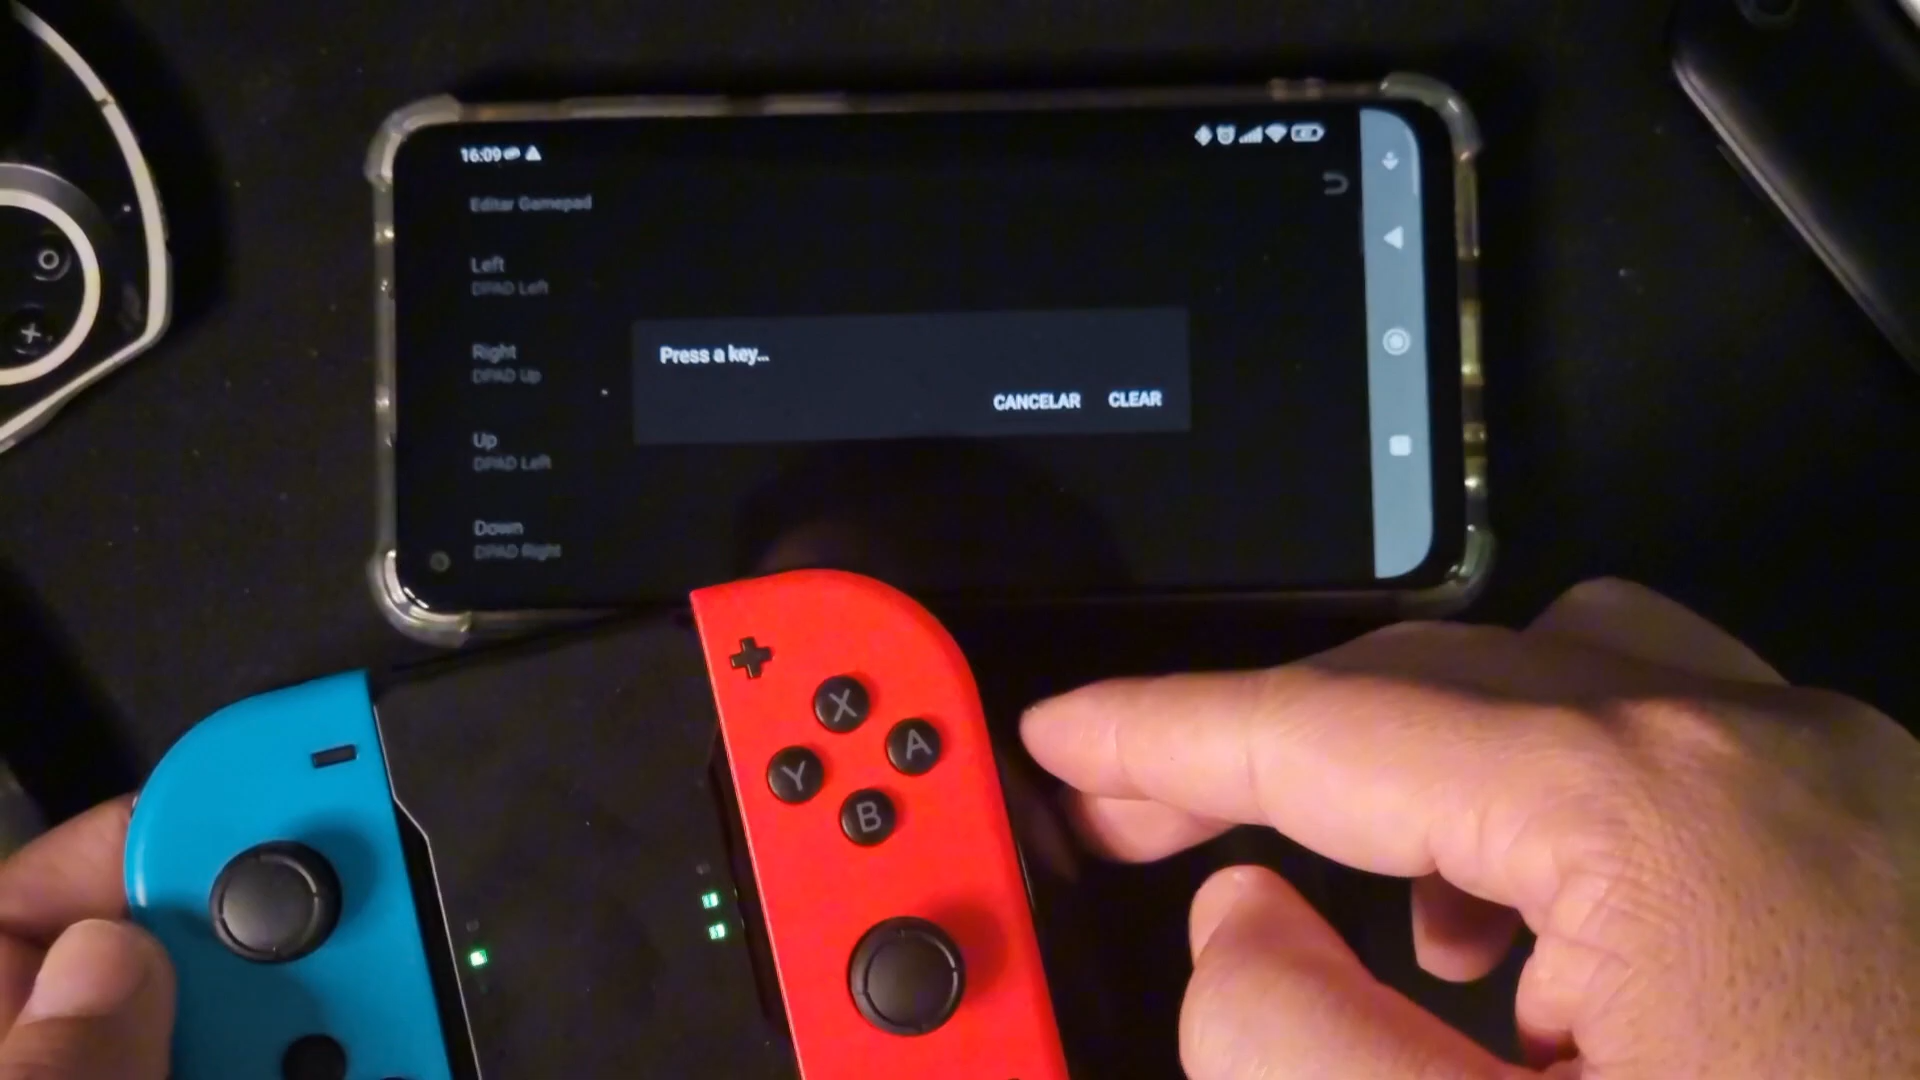 16:09
Editar Gamepad
Left
DPAD Left
Right
DPAD Up
Up
DPAD Left
Down
DPAD Right
Press a key...
CANCELAR CLEAR
X
A
Y
B